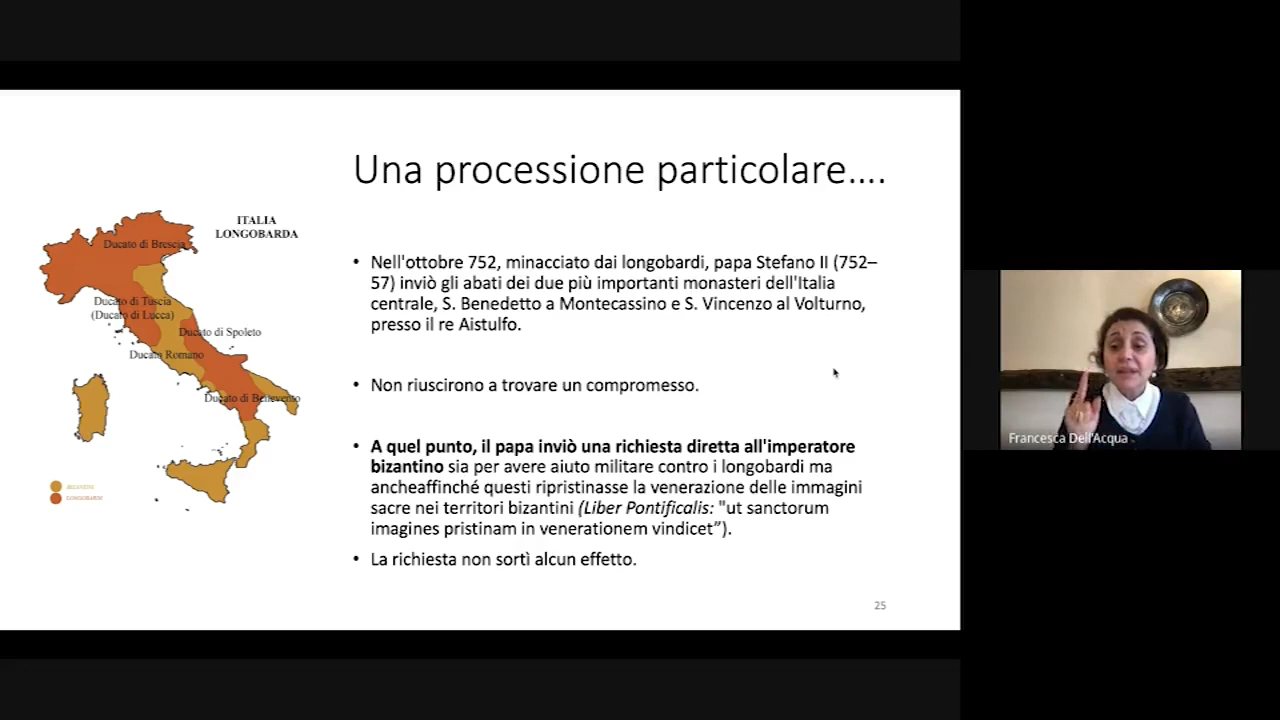 Una processione particolare....
ITALIA
LONGOBARDA
Ducato di Brescia
Ducato di Tuscia
(Ducato di Lucca)
Ducato di Spoleto
Ducato Romano
Ducato di Benevento
BIZANTINI
LONGOBARDI
• Nell'ottobre 752, minacciato dai longobardi, papa Stefano II (752–
57) inviò gli abati dei due più importanti monasteri dell'Italia
centrale, S. Benedetto a Montecassino e S. Vincenzo al Volturno,
presso il re Aistulfo.
• Non riuscirono a trovare un compromesso.
• A quel punto, il papa inviò una richiesta diretta all'imperatore
bizantino sia per avere aiuto militare contro i longobardi ma
ancheaffinché questi ripristinasse la venerazione delle immagini
sacre nei territori bizantini (Liber Pontificalis: "ut sanctorum
imagines pristinam in venerationem vindicet”).
• La richiesta non sortì alcun effetto.
25
Francesca Dell'Acqua